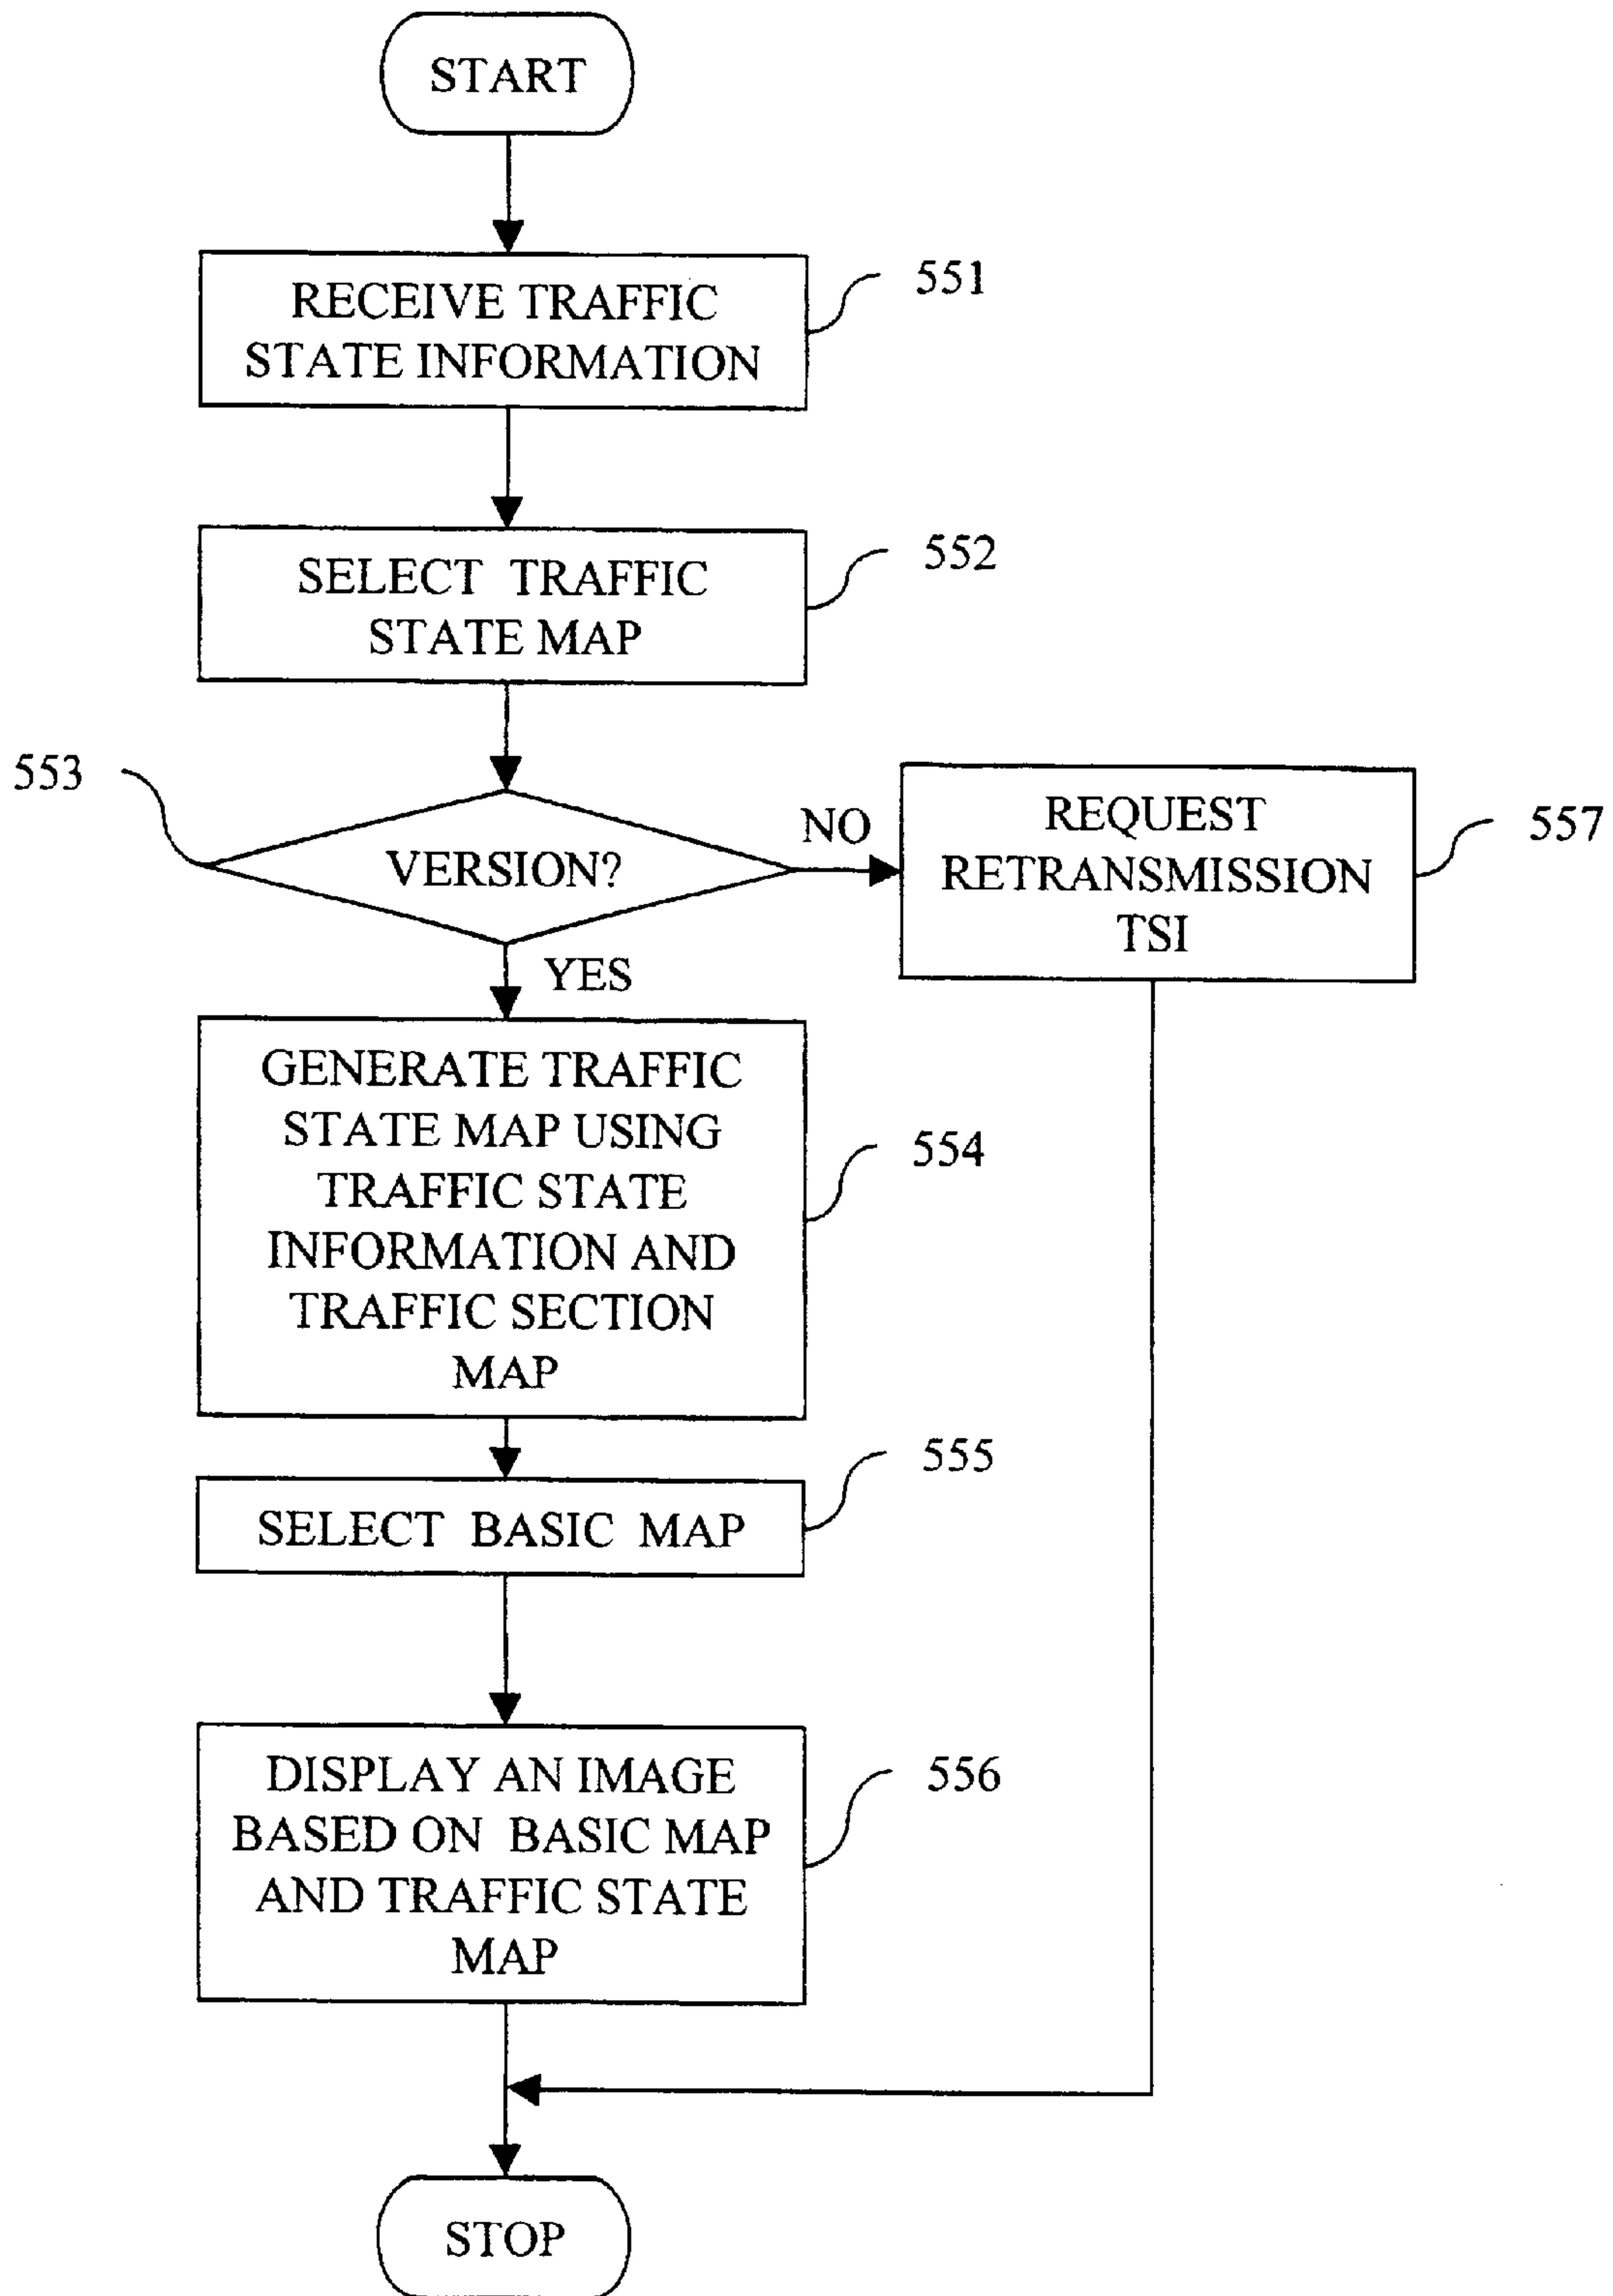 START
RECEIVE TRAFFIC
STATE INFORMATION
551
SELECT TRAFFIC
STATE MAP
552
553
VERSION?
NO
YES
REQUEST
RETRANSMISSION
TSI
557
GENERATE TRAFFIC
STATE MAP USING
TRAFFIC STATE
INFORMATION AND
TRAFFIC SECTION
MAP
554
SELECT BASIC MAP
555
DISPLAY AN IMAGE
BASED ON BASIC MAP
AND TRAFFIC STATE
MAP
556
STOP